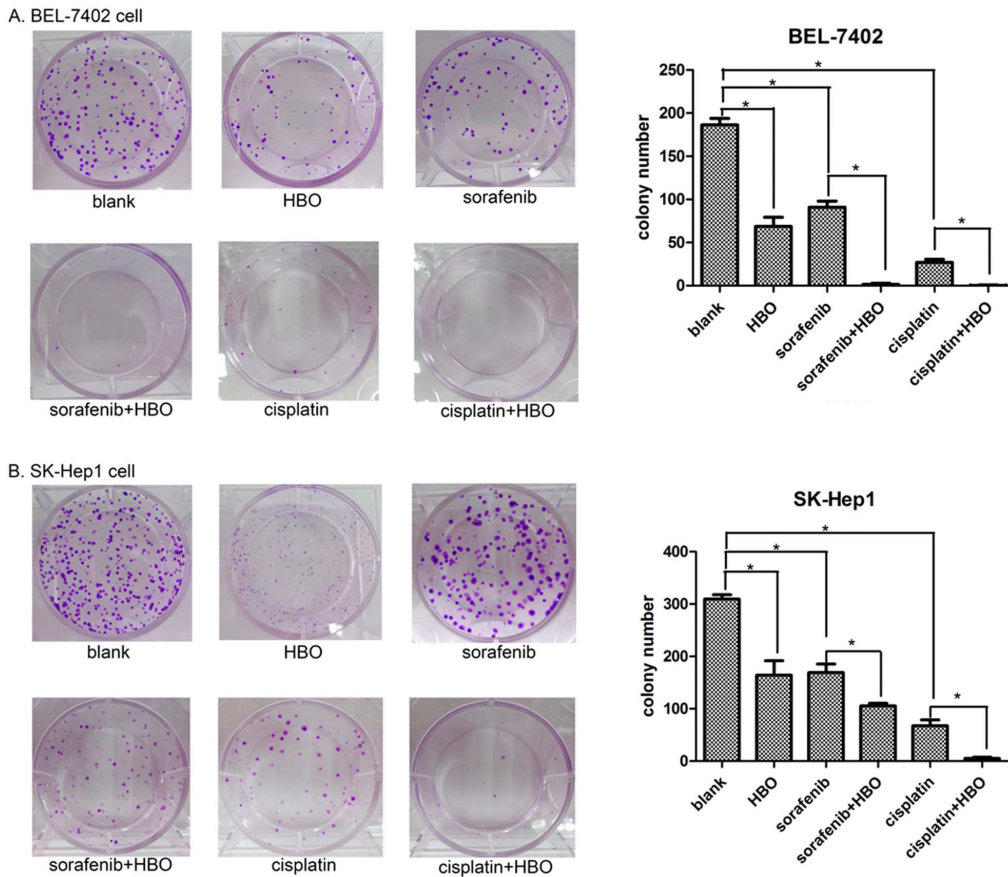 A. BEL-7402 cell
blank
HBO
sorafenib
sorafenib+HBO
cisplatin
cisplatin+HBO
BEL-7402
colony number
250
200
150
100
50
0
*
*
*
*
*
blank
HBO
sorafenib
sorafenib+HBO
cisplatin
cisplatin+HBO
B. SK-Hep1 cell
blank
HBO
sorafenib
sorafenib+HBO
cisplatin
cisplatin+HBO
SK-Hep1
colony number
400
300
200
100
0
*
*
*
*
*
blank
HBO
sorafenib
sorafenib+HBO
cisplatin
cisplatin+HBO